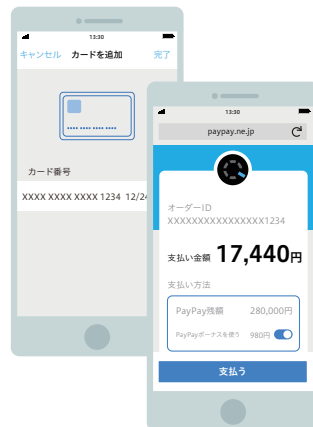 13:30
キャンセル カードを追加 完了
カード番号
XXXX XXXX XXXX 1234 12/24
13:30
paypay.ne.jp
オーダーID
XXXXXXXXXXXXXXXX1234
支払い金額 17,440円
支払い方法
PayPay残額 280,000円
PayPayボーナスを使う 980円
支払う